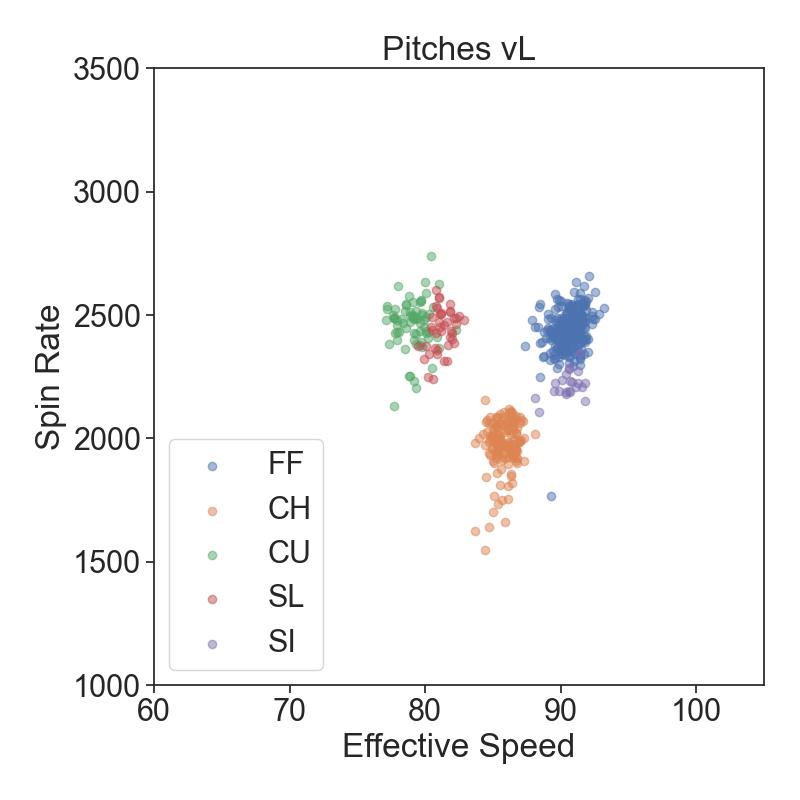 Pitches vL
3500
3000
2500
2000
1500
1000
Spin Rate
FF
CH
CU
SL
SI
60 70 80 90 100
Effective Speed